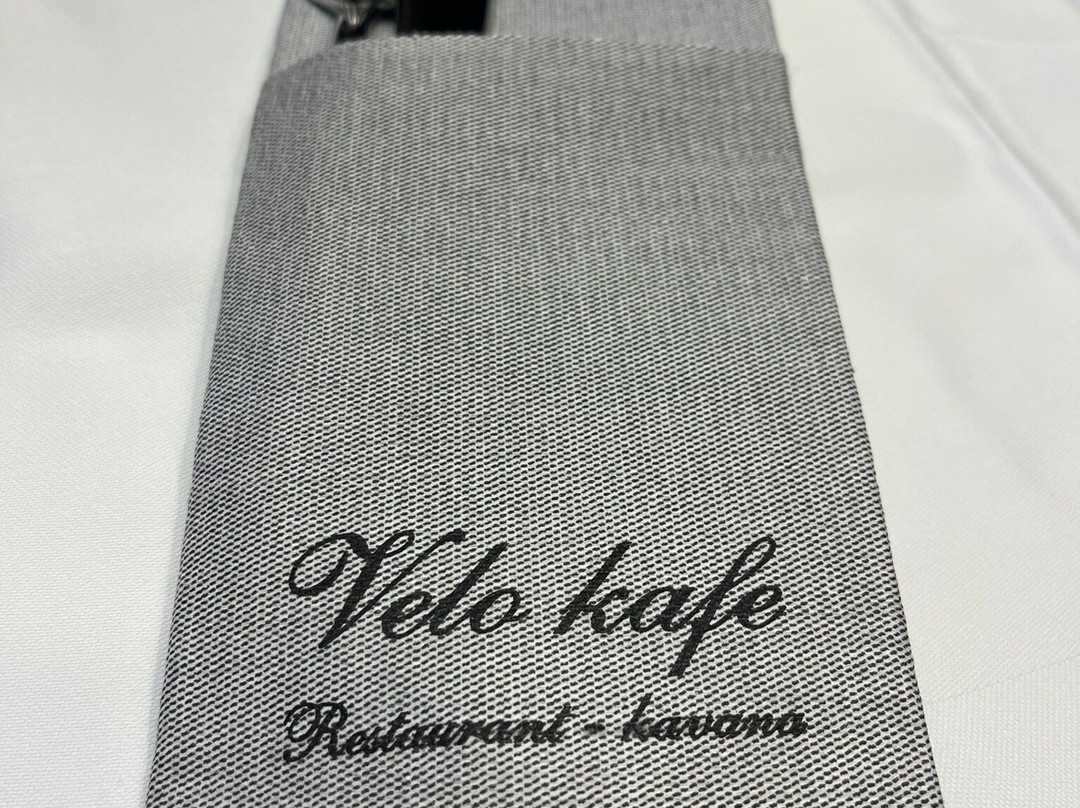 Velo kafe
Restaurant - kavana